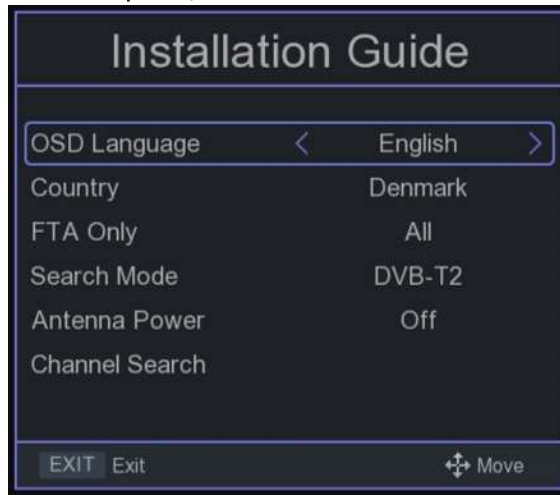 Installation Guide
OSD Language < English >
Country Denmark
FTA Only All
Search Mode DVB-T2
Antenna Power Off
Channel Search
EXIT Exit Move